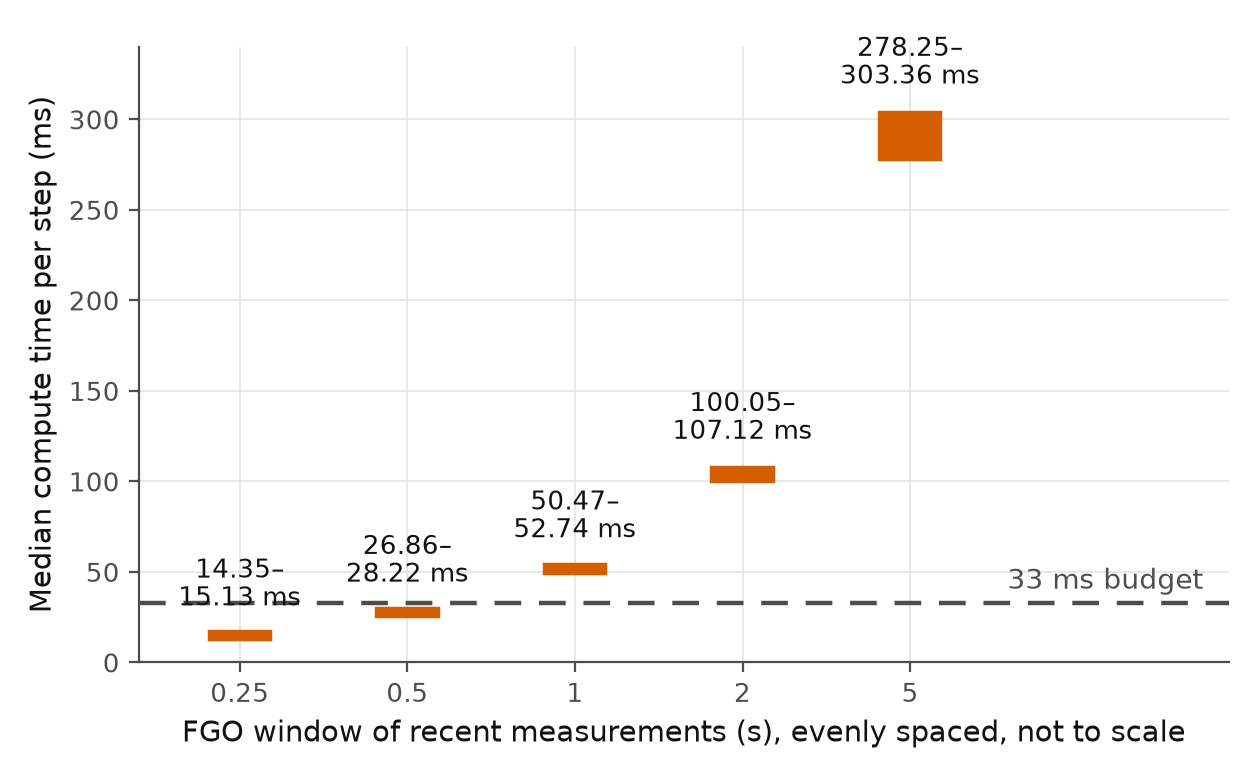 278.25–
303.36 ms
300
250
200
150
100.05–
107.12 ms
100
50.47–
52.74 ms
26.86–
28.22 ms
14.35–
15.13 ms
50
33 ms budget
0
0.25
0.5
1
2
5
Median compute time per step (ms)
FGO window of recent measurements (s), evenly spaced, not to scale